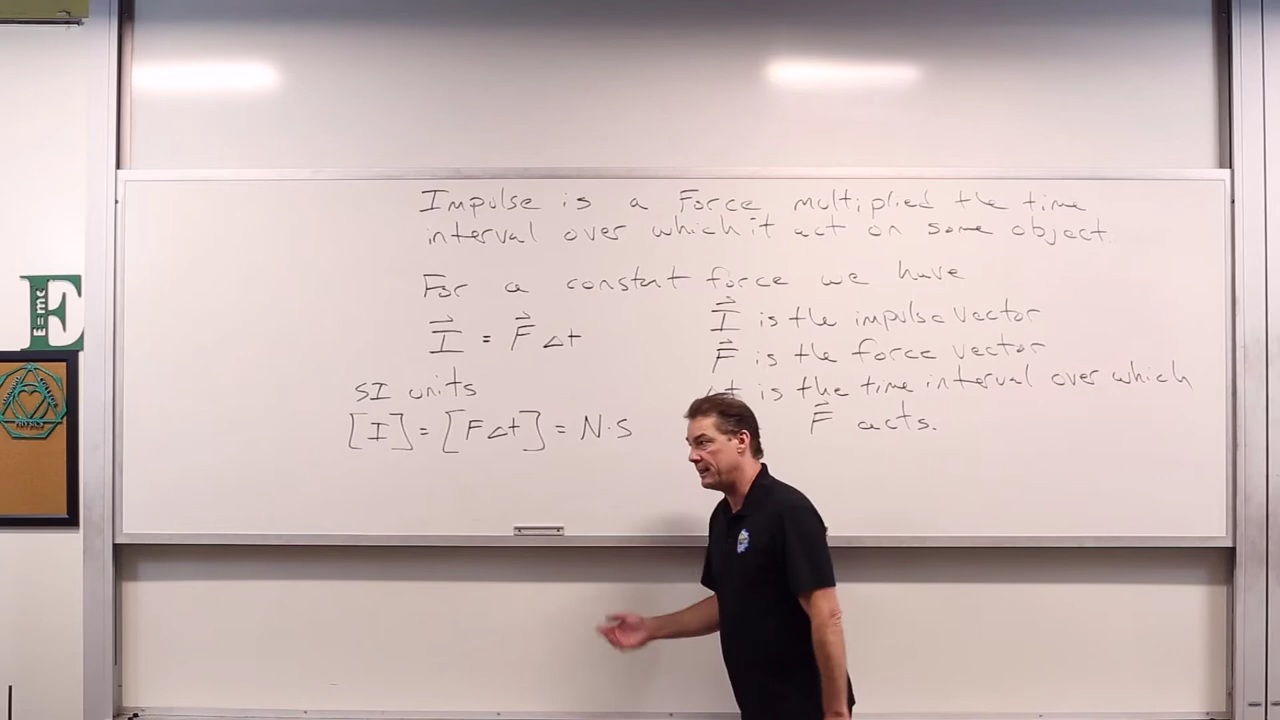 Impulse is a Force multiplied the time
interval over which it act on some object.
For a constant force we have
I⃗ = F⃗ Δt
I⃗ is the impulse vector
F⃗ is the force vector
Δt is the time interval over which
F⃗ acts.
SI units
[I] = [FΔt] = N·S
E=mc
PHYSICS